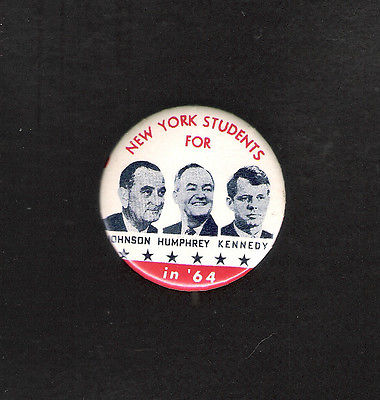 NEW YORK STUDENTS
FOR
OHNSON HUMPHREY KENNEDY
in '64